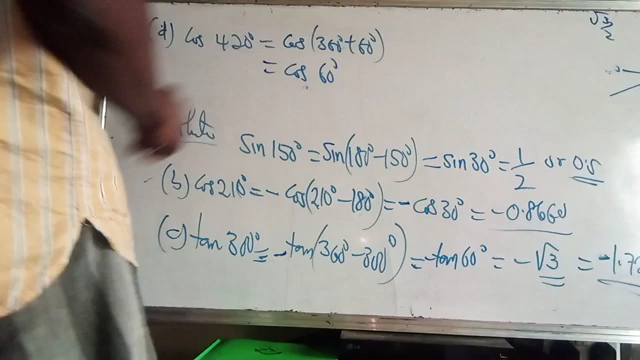 √3/2
(d) Cos 420° = Cos(360°+60°)
= cos 60°
Sin 150° = Sin(180°-150°) = sin 30° = 1/2 or 0.5
(b) Cos 210° = -Cos(210°-180°) = -Cos 30° = -0.8660
(c) tan 300° = -tan(360°-300°) = -tan 60° = -√3 = -1.7